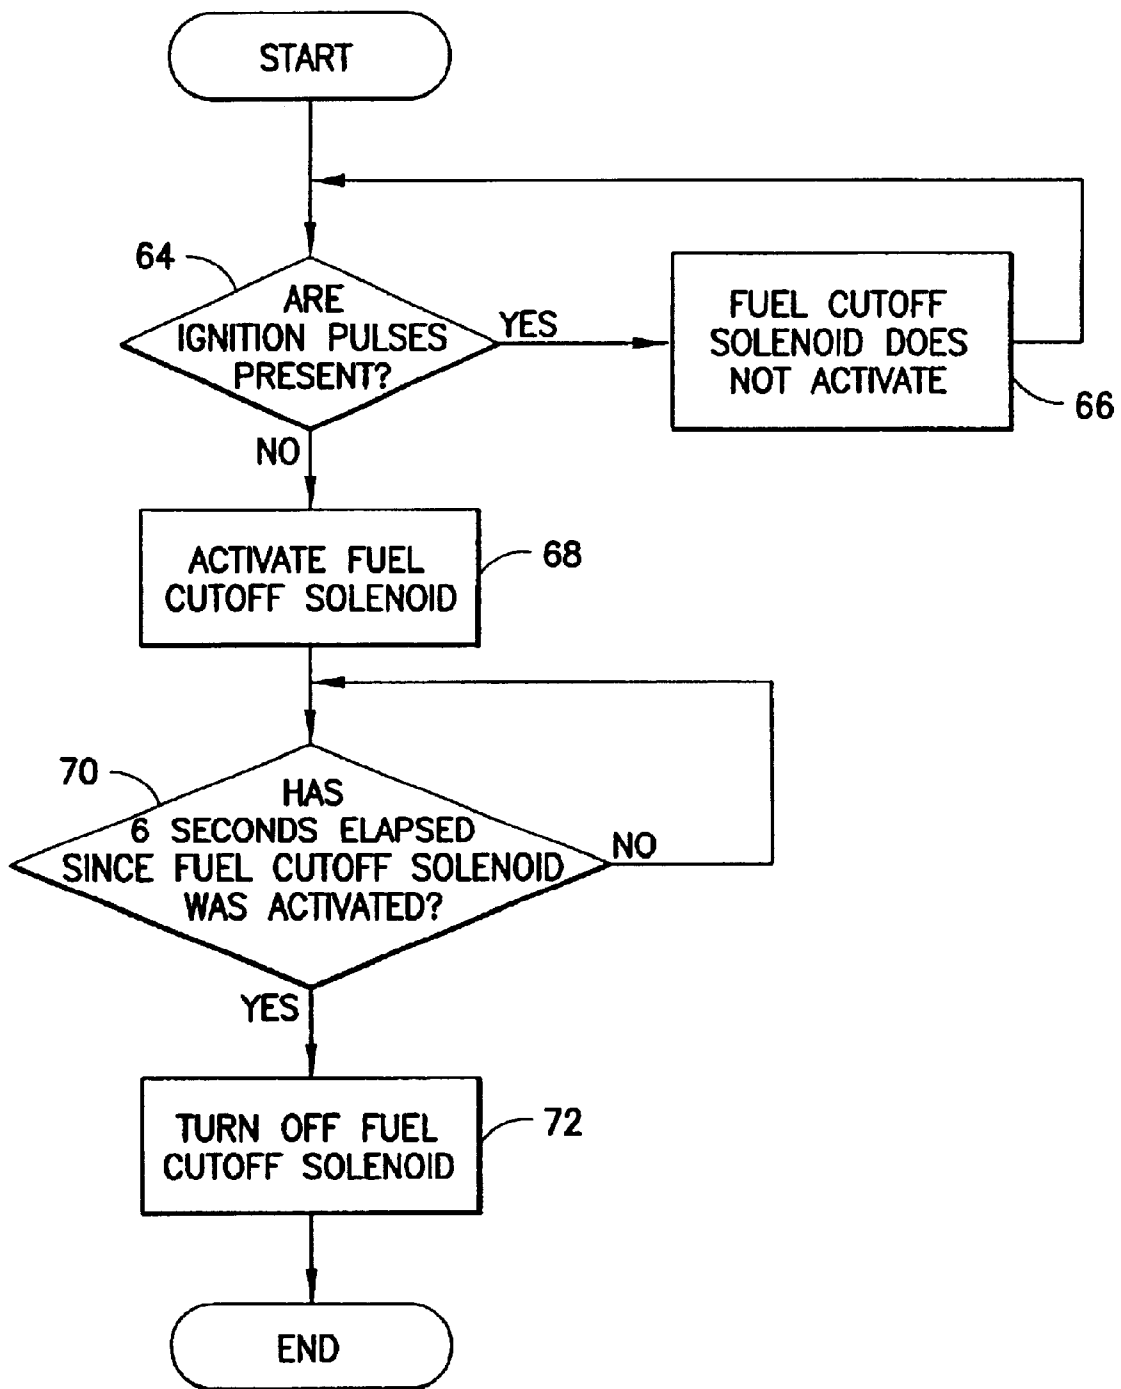 START
64
ARE
IGNITION PULSES
PRESENT?
YES
FUEL CUTOFF
SOLENOID DOES
NOT ACTIVATE
66
NO
ACTIVATE FUEL
CUTOFF SOLENOID
68
70
HAS
6 SECONDS ELAPSED
SINCE FUEL CUTOFF SOLENOID
WAS ACTIVATED?
NO
YES
TURN OFF FUEL
CUTOFF SOLENOID
72
END